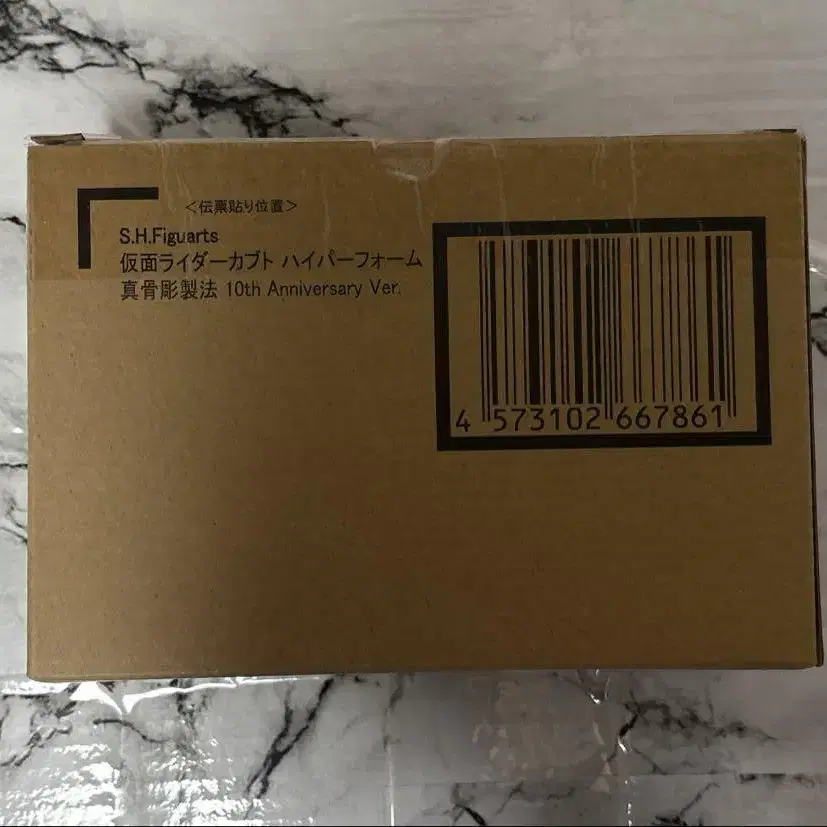 ＜伝票貼り位置＞
S.H.Figuarts
仮面ライダーカブト ハイパーフォーム
真骨彫製法 10th Anniversary Ver.
4 573102 667861